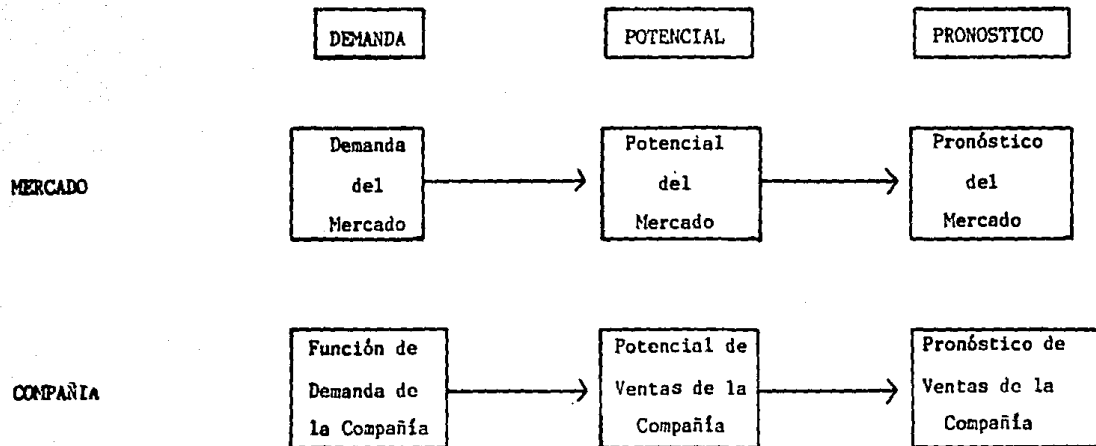 DEMANDA
POTENCIAL
PRONOSTICO
MERCADO
Demanda
del
Mercado
Potencial
del
Mercado
Pronóstico
del
Mercado
COMPAÑIA
Función de
Demanda de
la Compañía
Potencial de
Ventas de la
Compañía
Pronóstico de
Ventas de la
Compañía